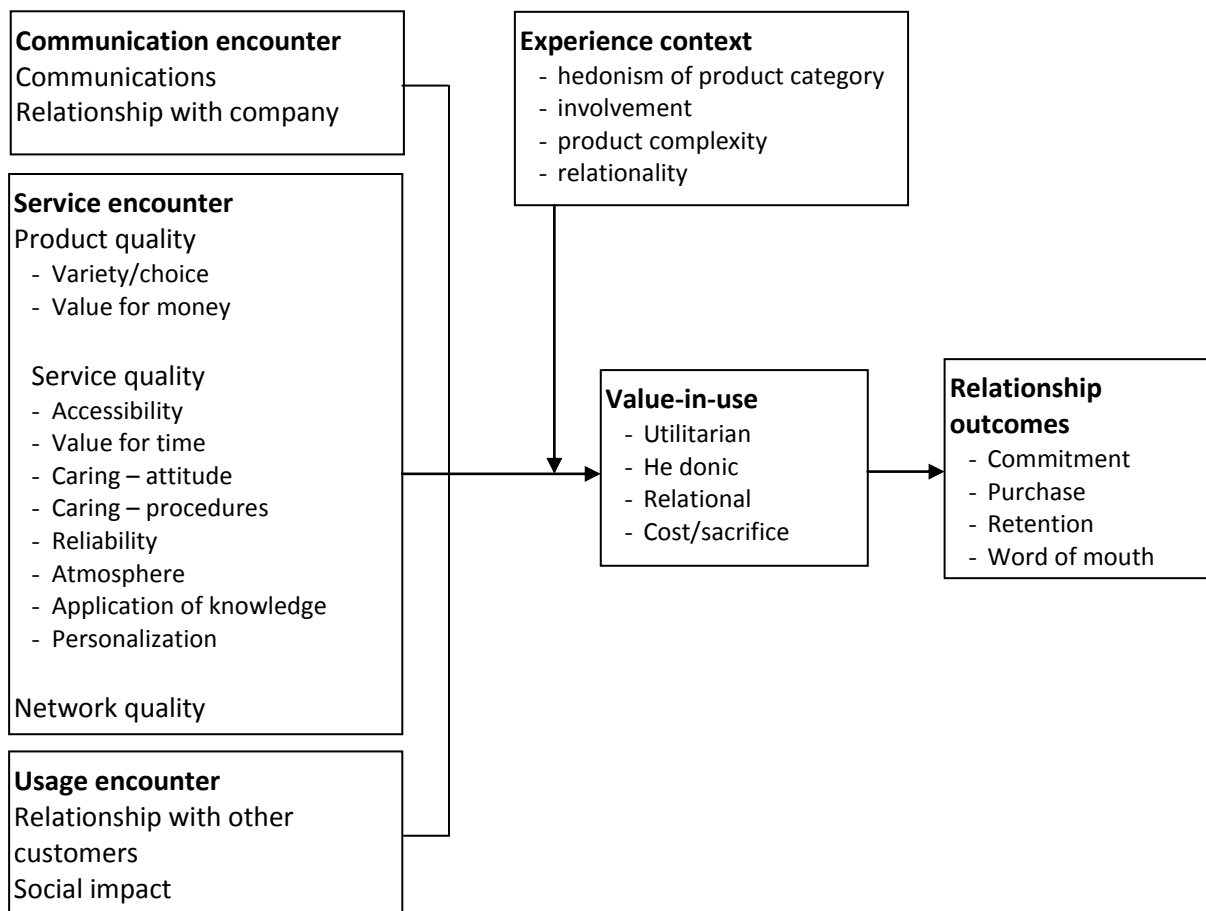 Communication encounter
Communications
Relationship with company
Experience context
- hedonism of product category
- involvement
- product complexity
- relationality
Service encounter
Product quality
- Variety/choice
- Value for money
Service quality
- Accessibility
- Value for time
- Caring – attitude
- Caring – procedures
- Reliability
- Atmosphere
- Application of knowledge
- Personalization
Network quality
Value-in-use
- Utilitarian
- He donic
- Relational
- Cost/sacrifice
Relationship
outcomes
- Commitment
- Purchase
- Retention
- Word of mouth
Usage encounter
Relationship with other
customers
Social impact